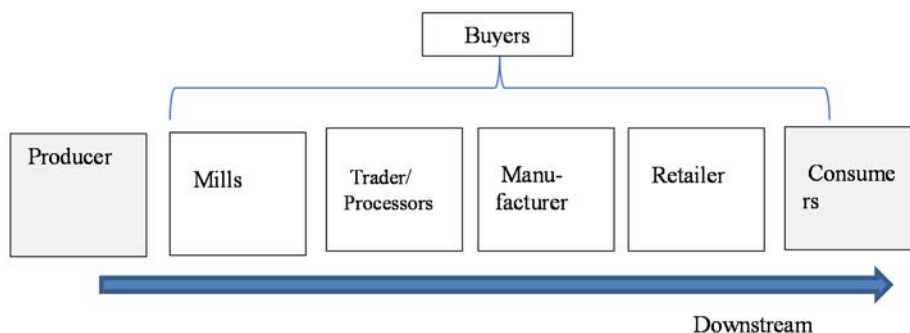 Buyers
Producer
Mills
Trader/
Processors
Manu-
facturer
Retailer
Consume
rs
Downstream